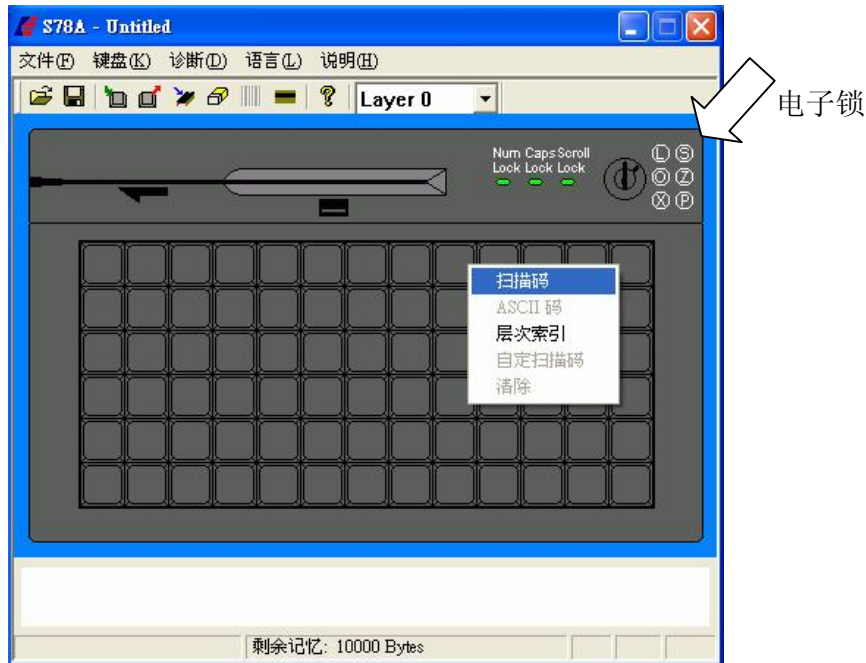 S78A - Untitled
文件(F) 键盘(K) 诊断(D) 语言(L) 说明(H)
Layer 0
电子锁
Num Caps Scroll
Lock Lock Lock
L S
O Z
X P
扫描码
ASCII 码
层次索引
自定扫描码
清除
剩余记忆: 10000 Bytes